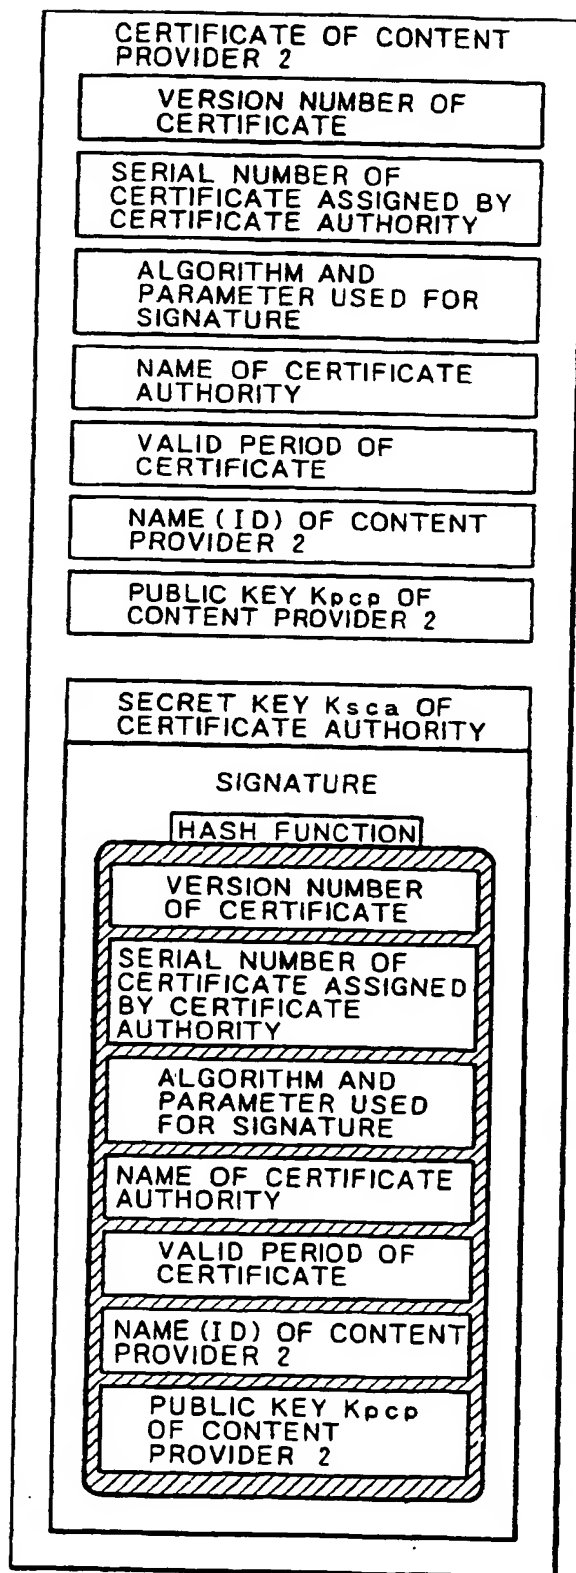 CERTIFICATE OF CONTENT
PROVIDER 2
VERSION NUMBER OF
CERTIFICATE
SERIAL NUMBER OF
CERTIFICATE ASSIGNED BY
CERTIFICATE AUTHORITY
ALGORITHM AND
PARAMETER USED FOR
SIGNATURE
NAME OF CERTIFICATE
AUTHORITY
VALID PERIOD OF
CERTIFICATE
NAME (ID) OF CONTENT
PROVIDER 2
PUBLIC KEY Kpcp OF
CONTENT PROVIDER 2
SECRET KEY Ksca OF
CERTIFICATE AUTHORITY
SIGNATURE
HASH FUNCTION
VERSION NUMBER
OF CERTIFICATE
SERIAL NUMBER OF
CERTIFICATE ASSIGNED
BY CERTIFICATE
AUTHORITY
ALGORITHM AND
PARAMETER USED
FOR SIGNATURE
NAME OF CERTIFICATE
AUTHORITY
VALID PERIOD OF
CERTIFICATE
NAME (ID) OF CONTENT
PROVIDER 2
PUBLIC KEY Kpcp
OF CONTENT
PROVIDER 2